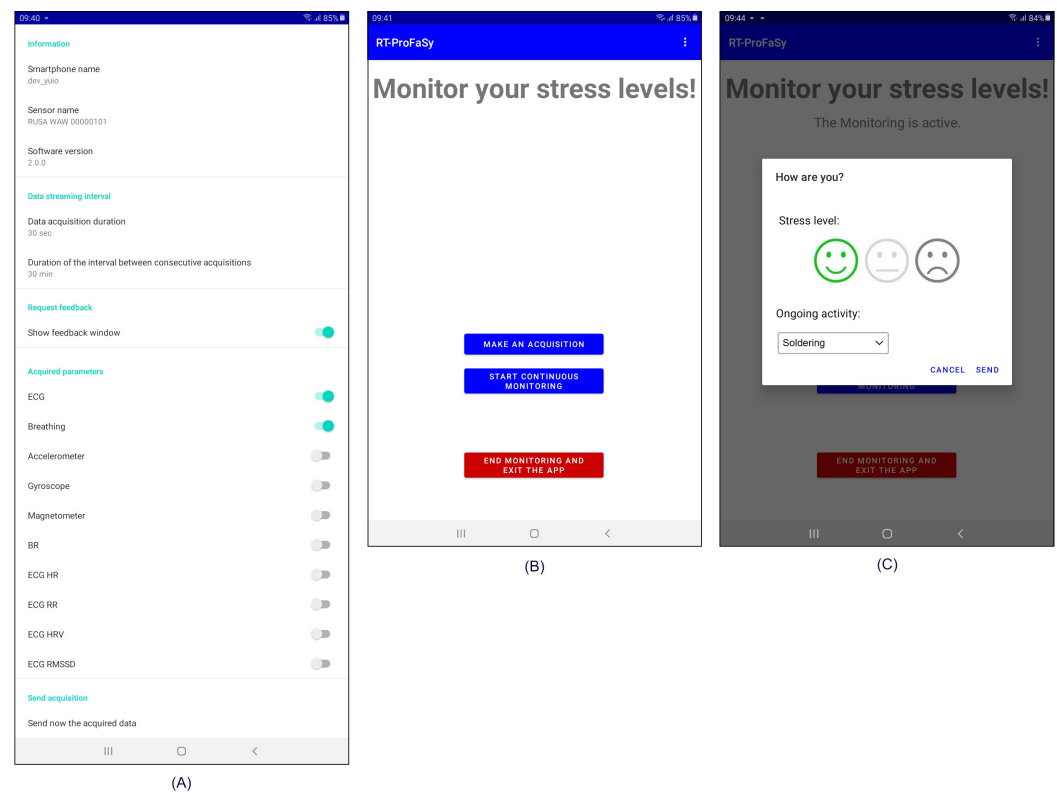 09:40
85%
Information
Smartphone name
dev_yuio
Sensor name
RUSA WAW 00000101
Software version
2.0.0
Data streaming interval
Data acquisition duration
30 sec
Duration of the interval between consecutive acquisitions
30 min
Request feedback
Show feedback window
Acquired parameters
ECG
Breathing
Accelerometer
Gyroscope
Magnetometer
BR
ECG HR
ECG RR
ECG HRV
ECG RMSSD
Send acquisition
Send now the acquired data
(A)
09:41
85%
RT-ProFaSy
Monitor your stress levels!
MAKE AN ACQUISITION
START CONTINUOUS
MONITORING
END MONITORING AND
EXIT THE APP
(B)
09:44
84%
RT-ProFaSy
Monitor your stress levels!
The Monitoring is active.
How are you?
Stress level:
Ongoing activity:
Soldering
CANCEL SEND
MONITORING
END MONITORING AND
EXIT THE APP
(C)